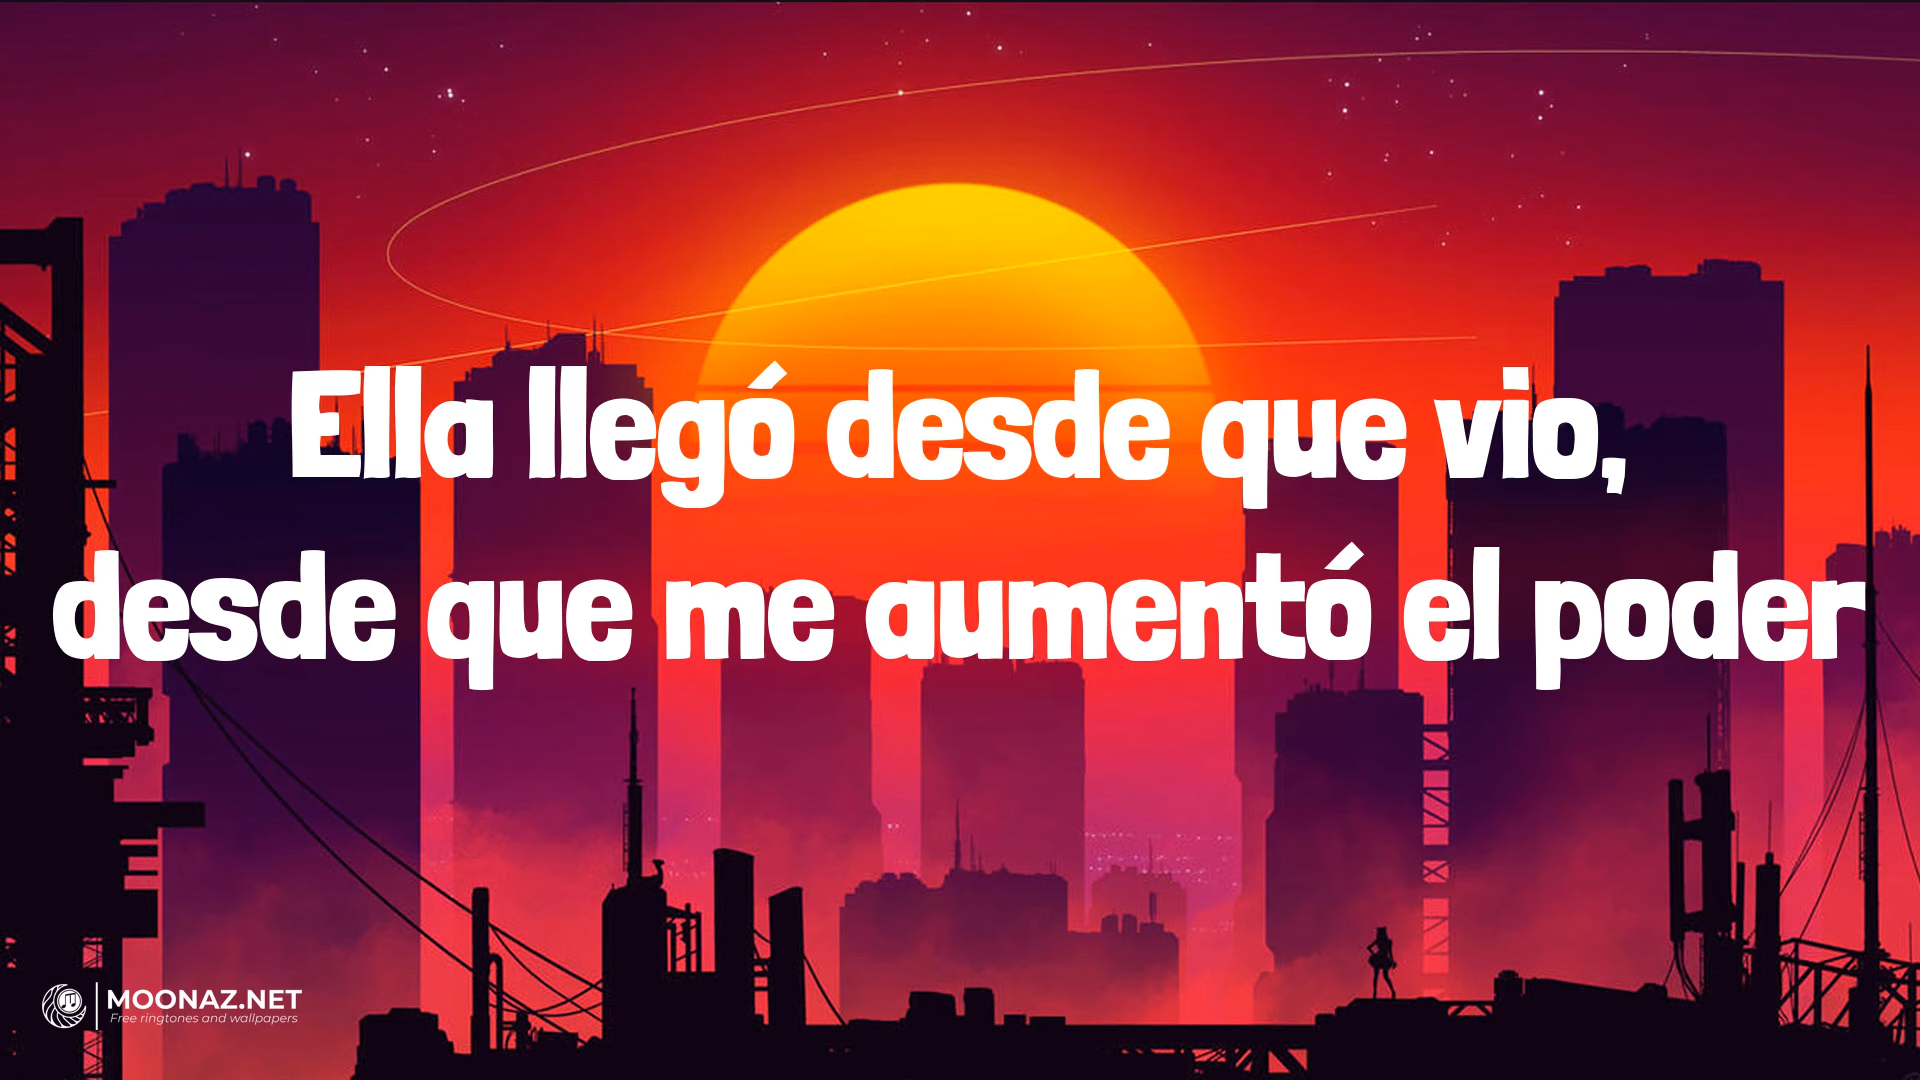 Ella llegó desde que vio,
desde que me aumentó el poder
MOONAZ.NET
Free ringtones and wallpapers